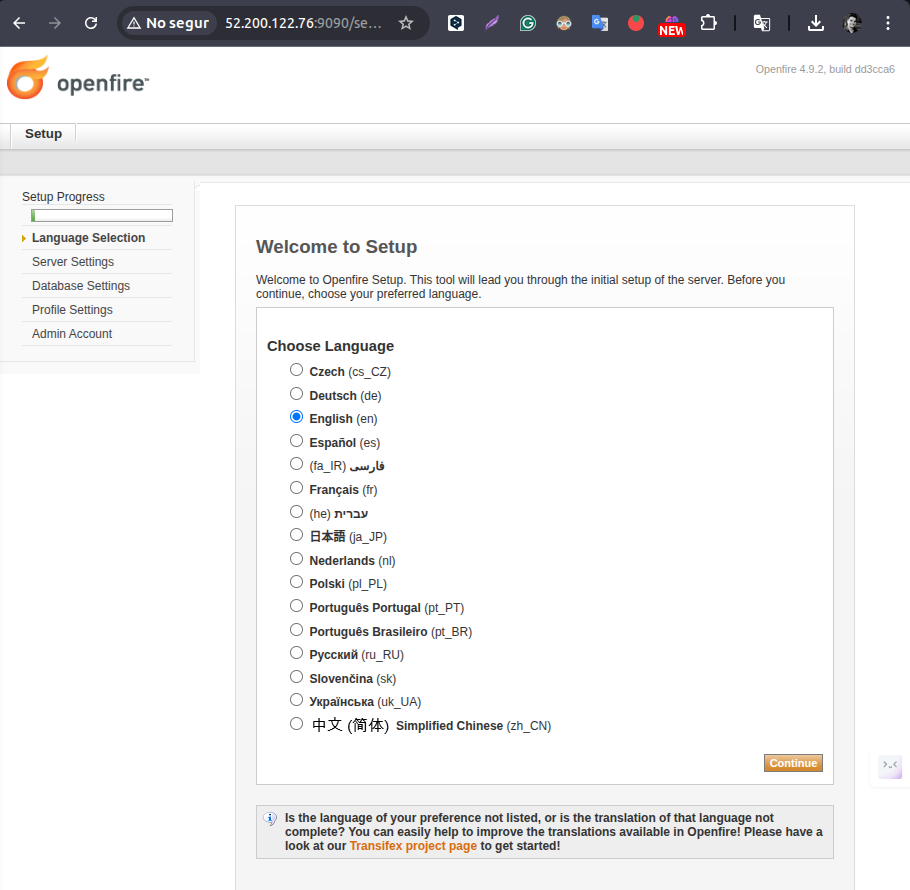 No segur
52.200.122.76:9090/se...
NEW
openfire™
Openfire 4.9.2, build dd3cca6
Setup
Setup Progress
Language Selection
Server Settings
Database Settings
Profile Settings
Admin Account
Welcome to Setup
Welcome to Openfire Setup. This tool will lead you through the initial setup of the server. Before you
continue, choose your preferred language.
Choose Language
Czech (cs_CZ)
Deutsch (de)
English (en)
Español (es)
فارسی (fa_IR)
Français (fr)
עברית (he)
日本語 (ja_JP)
Nederlands (nl)
Polski (pl_PL)
Português Portugal (pt_PT)
Português Brasileiro (pt_BR)
Русский (ru_RU)
Slovenčina (sk)
Українська (uk_UA)
中文 (简体) Simplified Chinese (zh_CN)
Continue
Is the language of your preference not listed, or is the translation of that language not
complete? You can easily help to improve the translations available in Openfire! Please have a
look at our Transifex project page to get started!